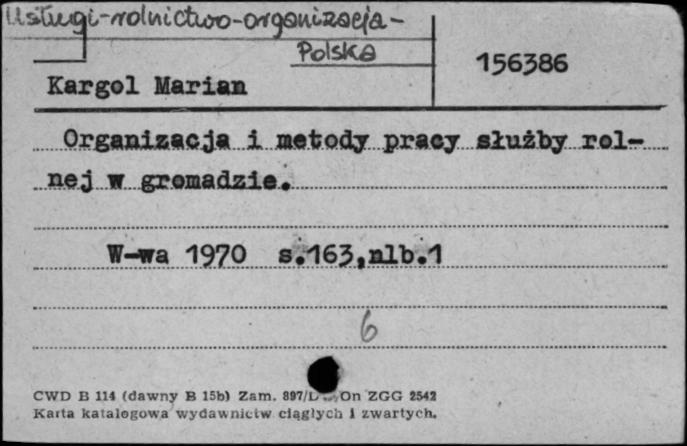 Usługi-rolnictwo-organizacja-
Polska
156386
Kargol Marian
Organizacja i metody pracy służby rol-
nej w gromadzie.
W-wa 1970 s.163,nlb.1
6
CWD B 114 (dawny B 15b) Zam. 897/ On ZGG 2542
Karta katalogowa wydawnictw ciągłych i zwartych.